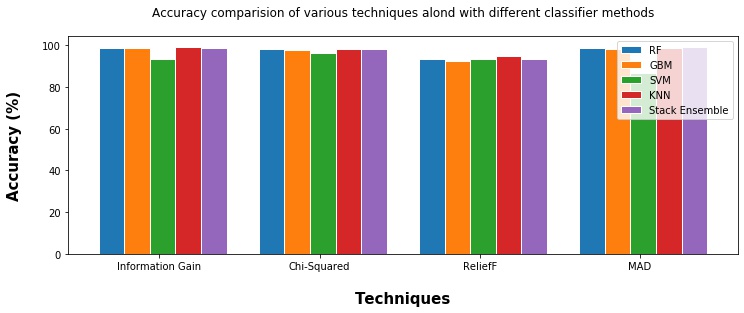 Accuracy comparision of various techniques alond with different classifier methods
Accuracy (%)
100
80
60
40
20
0
RF
GBM
SVM
KNN
Stack Ensemble
Information Gain
Chi-Squared
ReliefF
MAD
Techniques